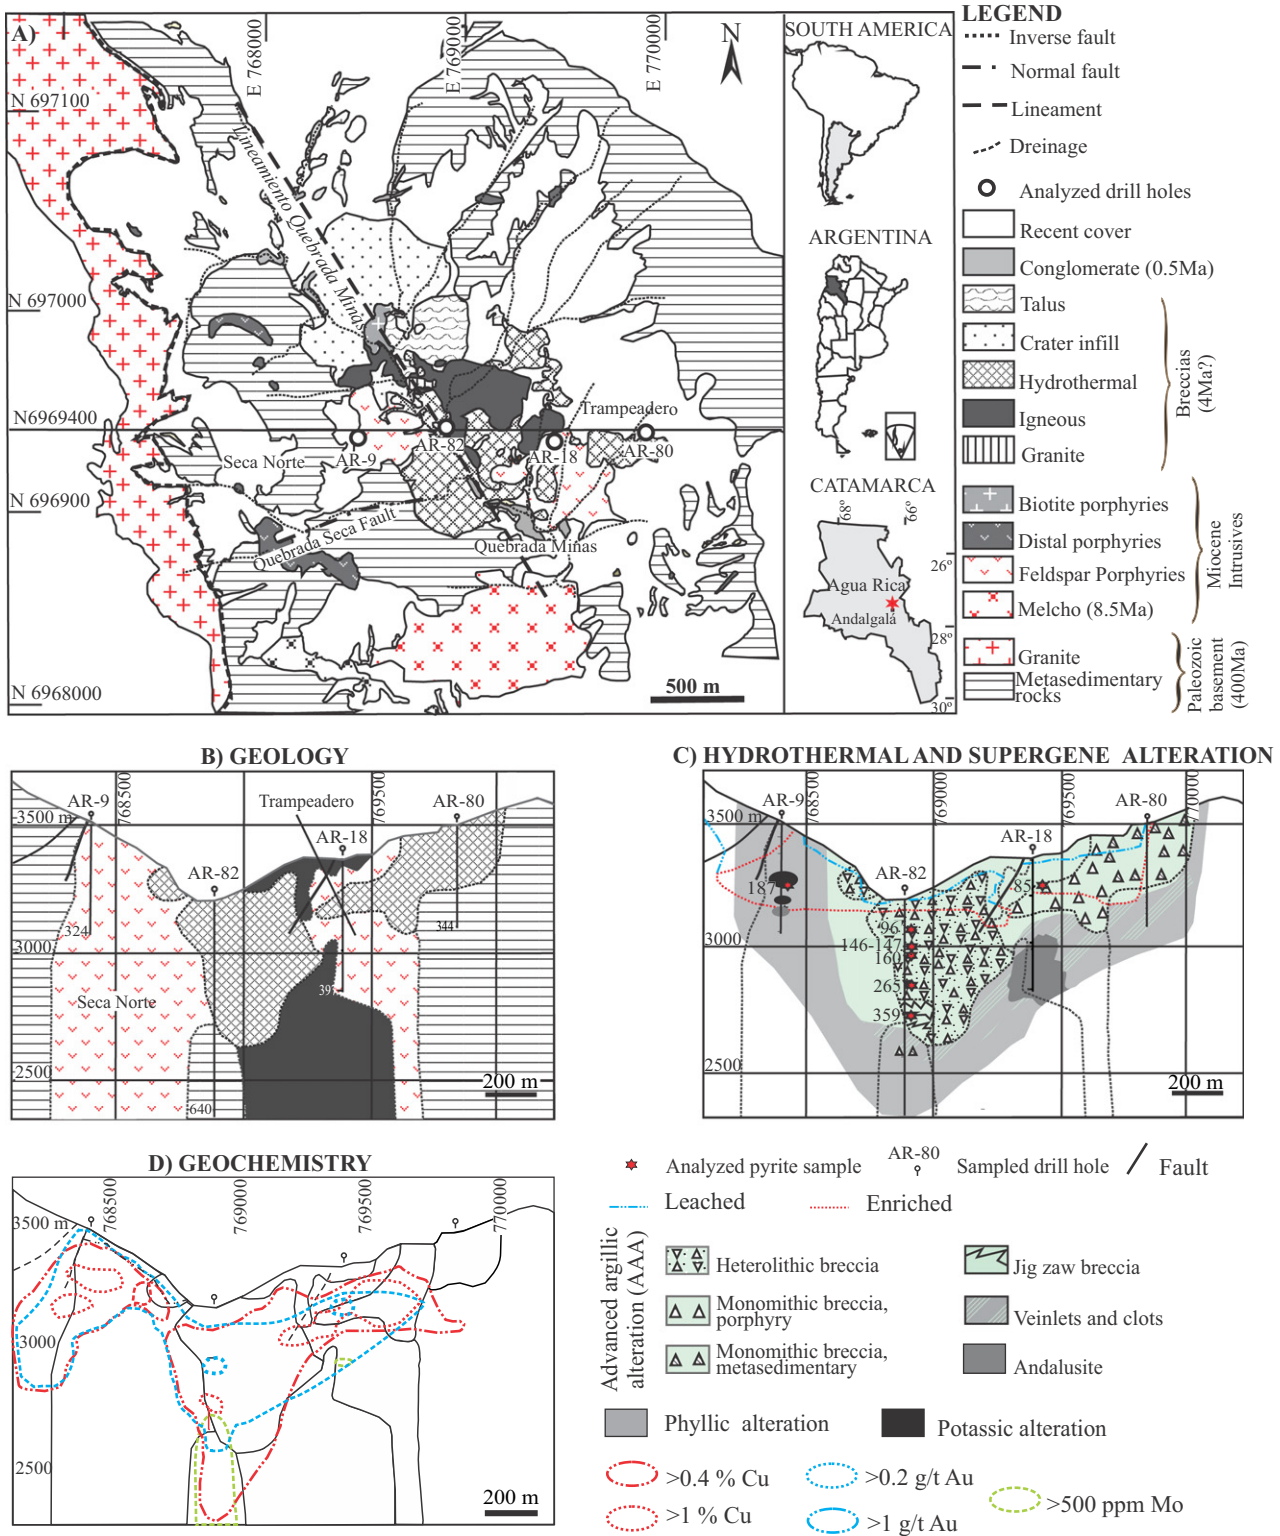 A)
E 768000
E 769000
E 770000
N
N 697100
N 697000
N 6969400
N 696900
N 6968000
Lineamiento Quebrada Minas
Trampeadero
Seca Norte
AR-9
AR-82
AR-18
AR-80
Quebrada Seca Fault
Quebrada Minas
500 m
SOUTH AMERICA
ARGENTINA
CATAMARCA
68°
66°
26°
Agua Rica
Andalgalá
28°
30°
LEGEND
Inverse fault
Normal fault
Lineament
Dreinage
Analyzed drill holes
Recent cover
Conglomerate (0.5Ma)
Talus
Crater infill
Hydrothermal
Igneous
Granite
Breccias
(4Ma?)
Biotite porphyries
Distal porphyries
Feldspar Porphyries
Melcho (8.5Ma)
Miocene
Intrusives
Granite
Metasedimentary
rocks
Paleozoic
basement
(400Ma)
B) GEOLOGY
AR-9
768500
Trampeadero
769500
AR-80
3500 m
AR-18
AR-82
324
344
3000
397
Seca Norte
2500
200 m
640
C) HYDROTHERMAL AND SUPERGENE ALTERATION
AR-9
768500
769000
769500
AR-80
770000
3500 m
AR-18
AR-82
187
85
96
3000
146-147
160
265
359
2500
200 m
D) GEOCHEMISTRY
3500 m
768500
769000
769500
770000
3000
2500
200 m
Analyzed pyrite sample
AR-80
Sampled drill hole
Fault
Leached
Enriched
Advanced argillic
alteration (AAA)
Heterolithic breccia
Jig zaw breccia
Monomithic breccia,
porphyry
Veinlets and clots
Monomithic breccia,
metasedimentary
Andalusite
Phyllic alteration
Potassic alteration
>0.4 % Cu
>0.2 g/t Au
>500 ppm Mo
>1 % Cu
>1 g/t Au